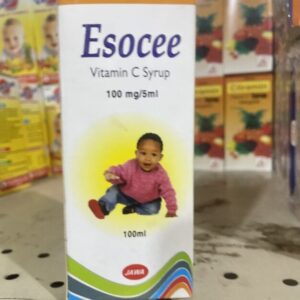 Esocee
Vitamin C Syrup
100 mg/5ml
100ml
JAWA